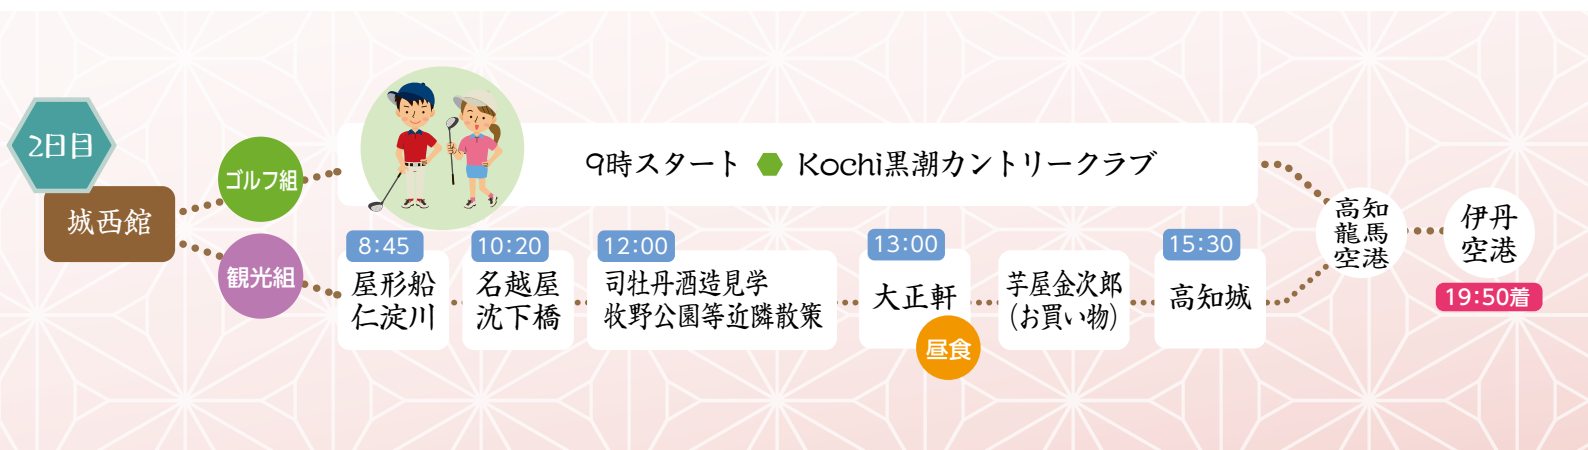 2日目
城西館
ゴルフ組
9時スタート ⬢ Kochi黒潮カントリークラブ
観光組
8:45
屋形船
仁淀川
10:20
名越屋
沈下橋
12:00
司牡丹酒造見学
牧野公園等近隣散策
13:00
大正軒
昼食
芋屋金次郎
(お買い物)
15:30
高知城
高知
龍馬
空港
伊丹
空港
19:50着